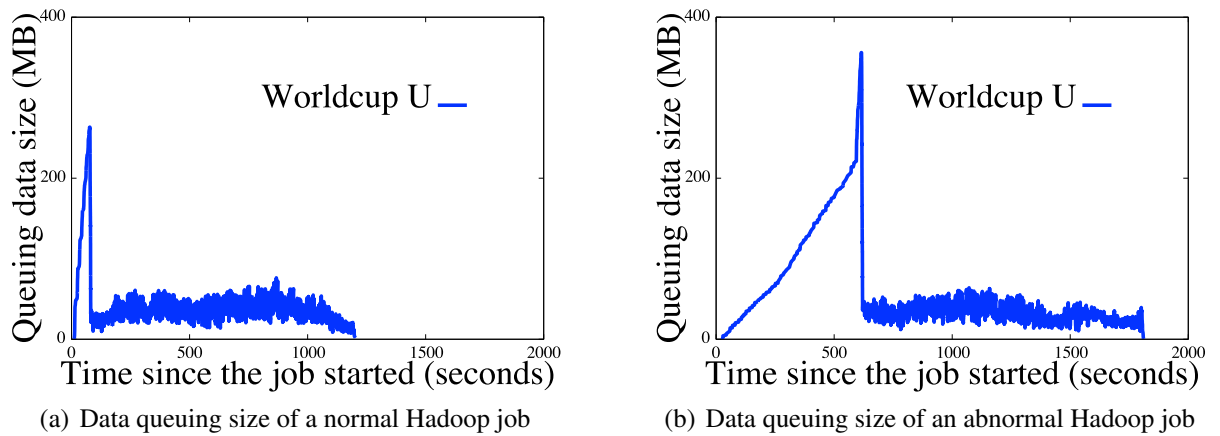 400
200
0
0
500
1000
1500
2000
Queuing data size (MB)
Worldcup U
Time since the job started (seconds)
(a) Data queuing size of a normal Hadoop job
400
200
0
0
500
1000
1500
2000
Queuing data size (MB)
Worldcup U
Time since the job started (seconds)
(b) Data queuing size of an abnormal Hadoop job